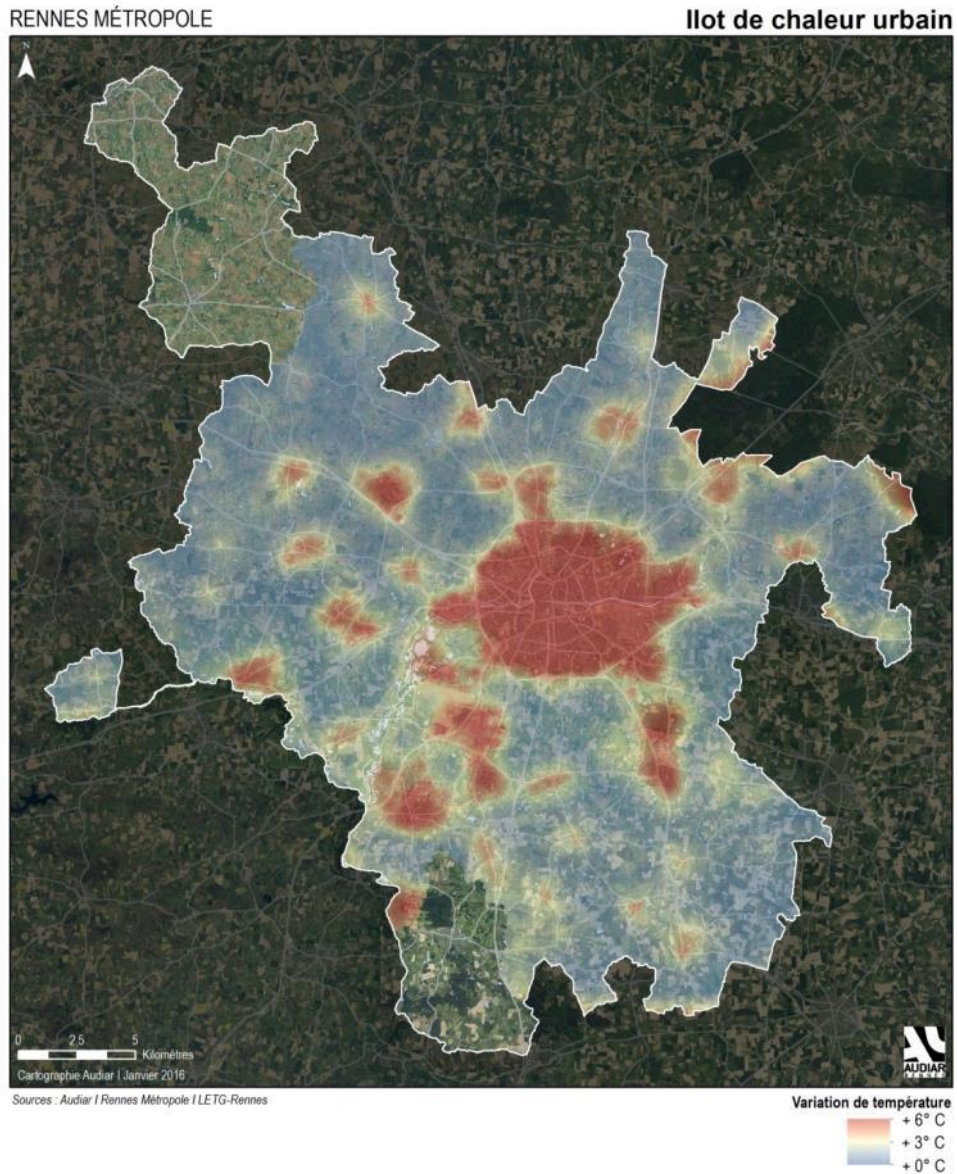 RENNES MÉTROPOLE
Ilot de chaleur urbain
N
0 2,5 5
Kilomètres
Cartographie Audiar I Janvier 2016
AUDIAR
RENNES
Sources : Audiar I Rennes Métropole I LETG-Rennes
Variation de température
+ 6° C
+ 3° C
+ 0° C